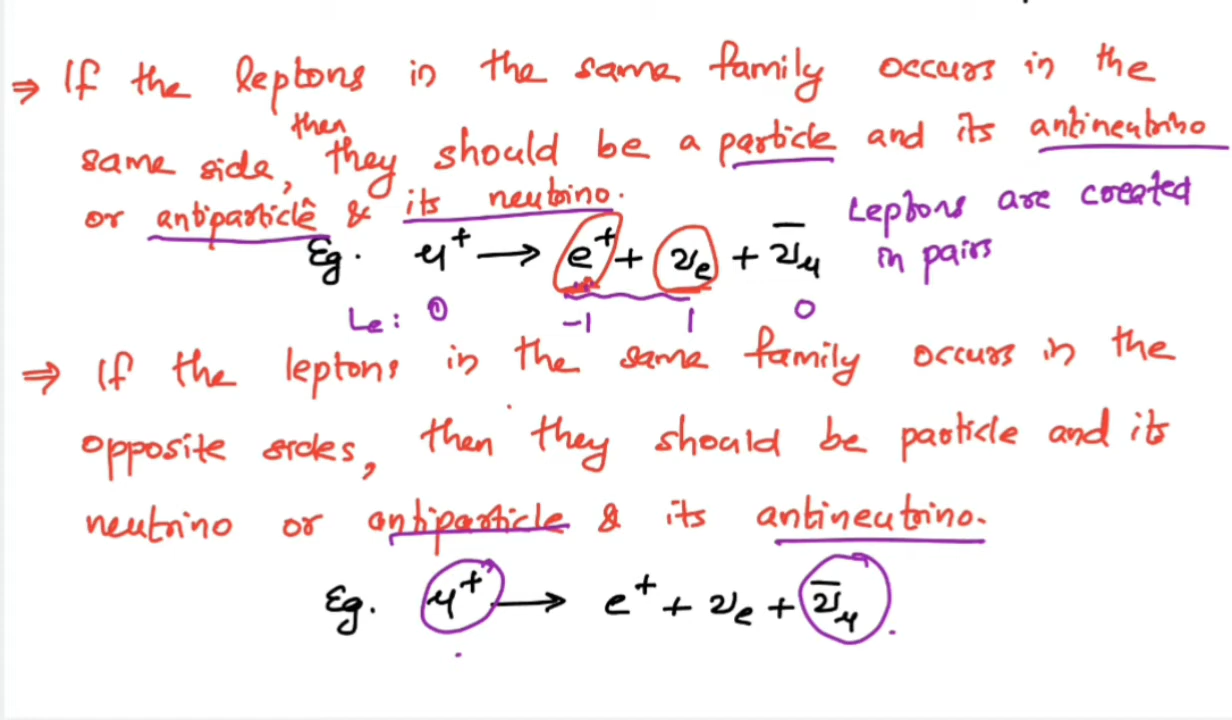 ⇒ If the leptons in the same family occurs in the
same side, then they should be a particle and its antineutrino
or antiparticle & its neutrino.
Leptons are created
in pairs
Eg. μ⁺ ⟶ e⁺ + νe + ν̅μ
Le: 0 -1 1 0
⇒ If the leptons in the same family occurs in the
opposite sides, then they should be particle and its
neutrino or antiparticle & its antineutrino.
Eg. μ⁺ ⟶ e⁺ + νe + ν̅μ